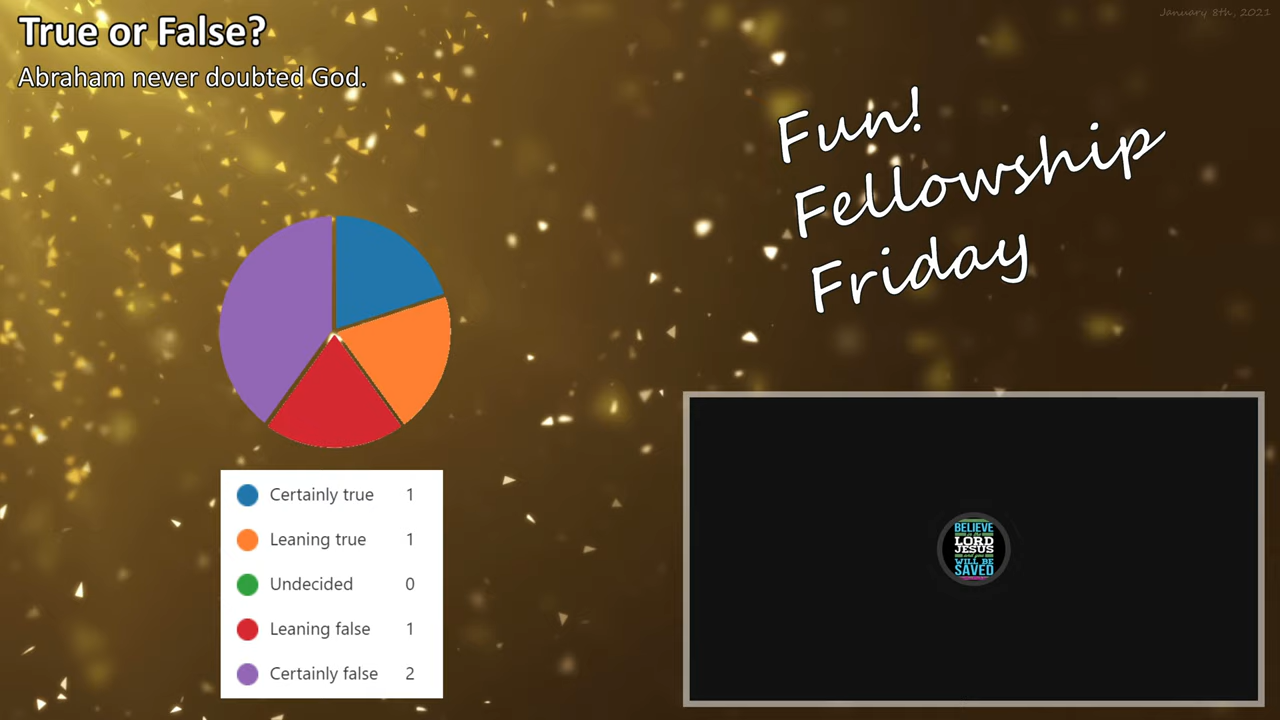 True or False?
Abraham never doubted God.
January 8th, 2021
Fun!
Fellowship
Friday
Certainly true 1
Leaning true 1
Undecided 0
Leaning false 1
Certainly false 2
BELIEVE
LORD
JESUS
WILL BE
SAVED